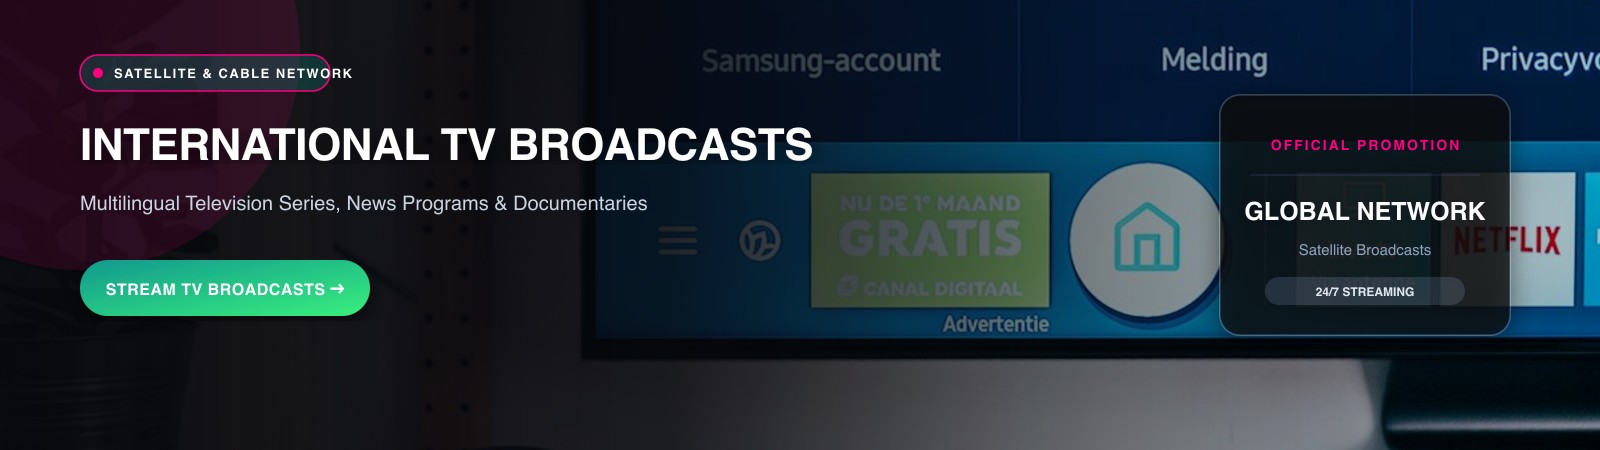 SATELLITE & CABLE NETWORK
INTERNATIONAL TV BROADCASTS
Multilingual Television Series, News Programs & Documentaries
STREAM TV BROADCASTS →
Samsung-account
Melding
Privacyvo
NU DE 1e MAAND
GRATIS
CANAL DIGITAAL
Advertentie
OFFICIAL PROMOTION
GLOBAL NETWORK
Satellite Broadcasts
24/7 STREAMING
NETFLIX